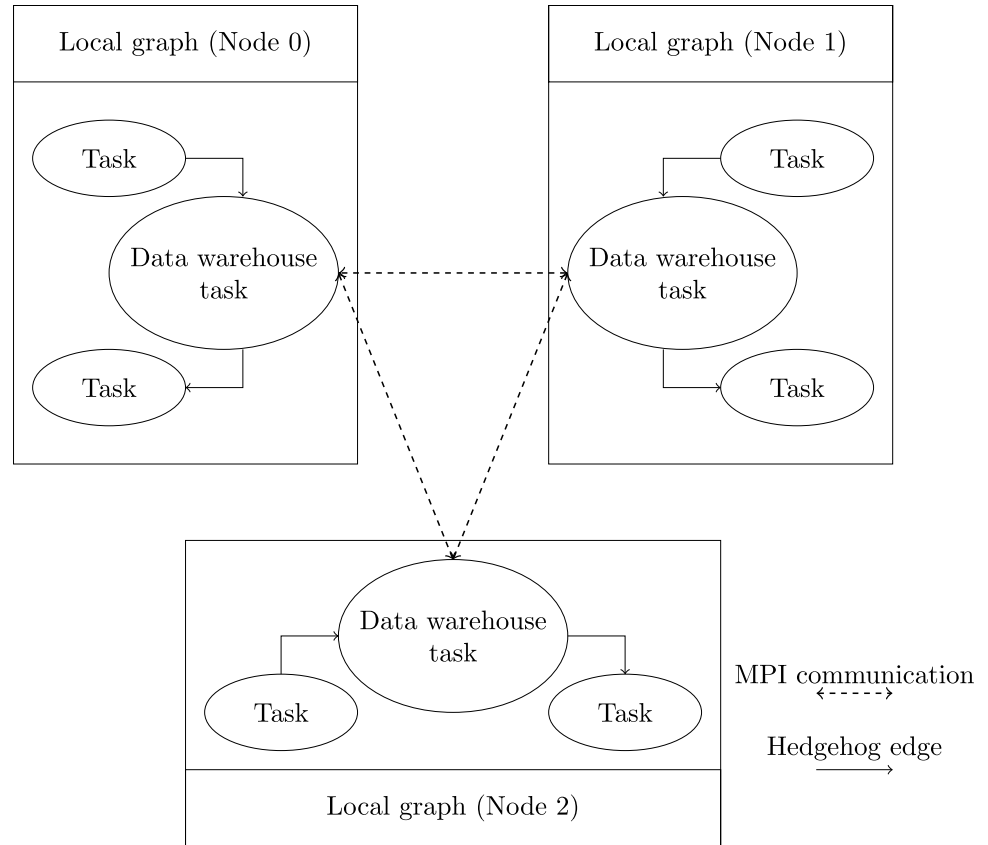 Local graph (Node 0)
Local graph (Node 1)
Task
Task
Data warehouse
task
Data warehouse
task
Task
Task
Data warehouse
task
Task
Task
MPI communication
Hedgehog edge
Local graph (Node 2)